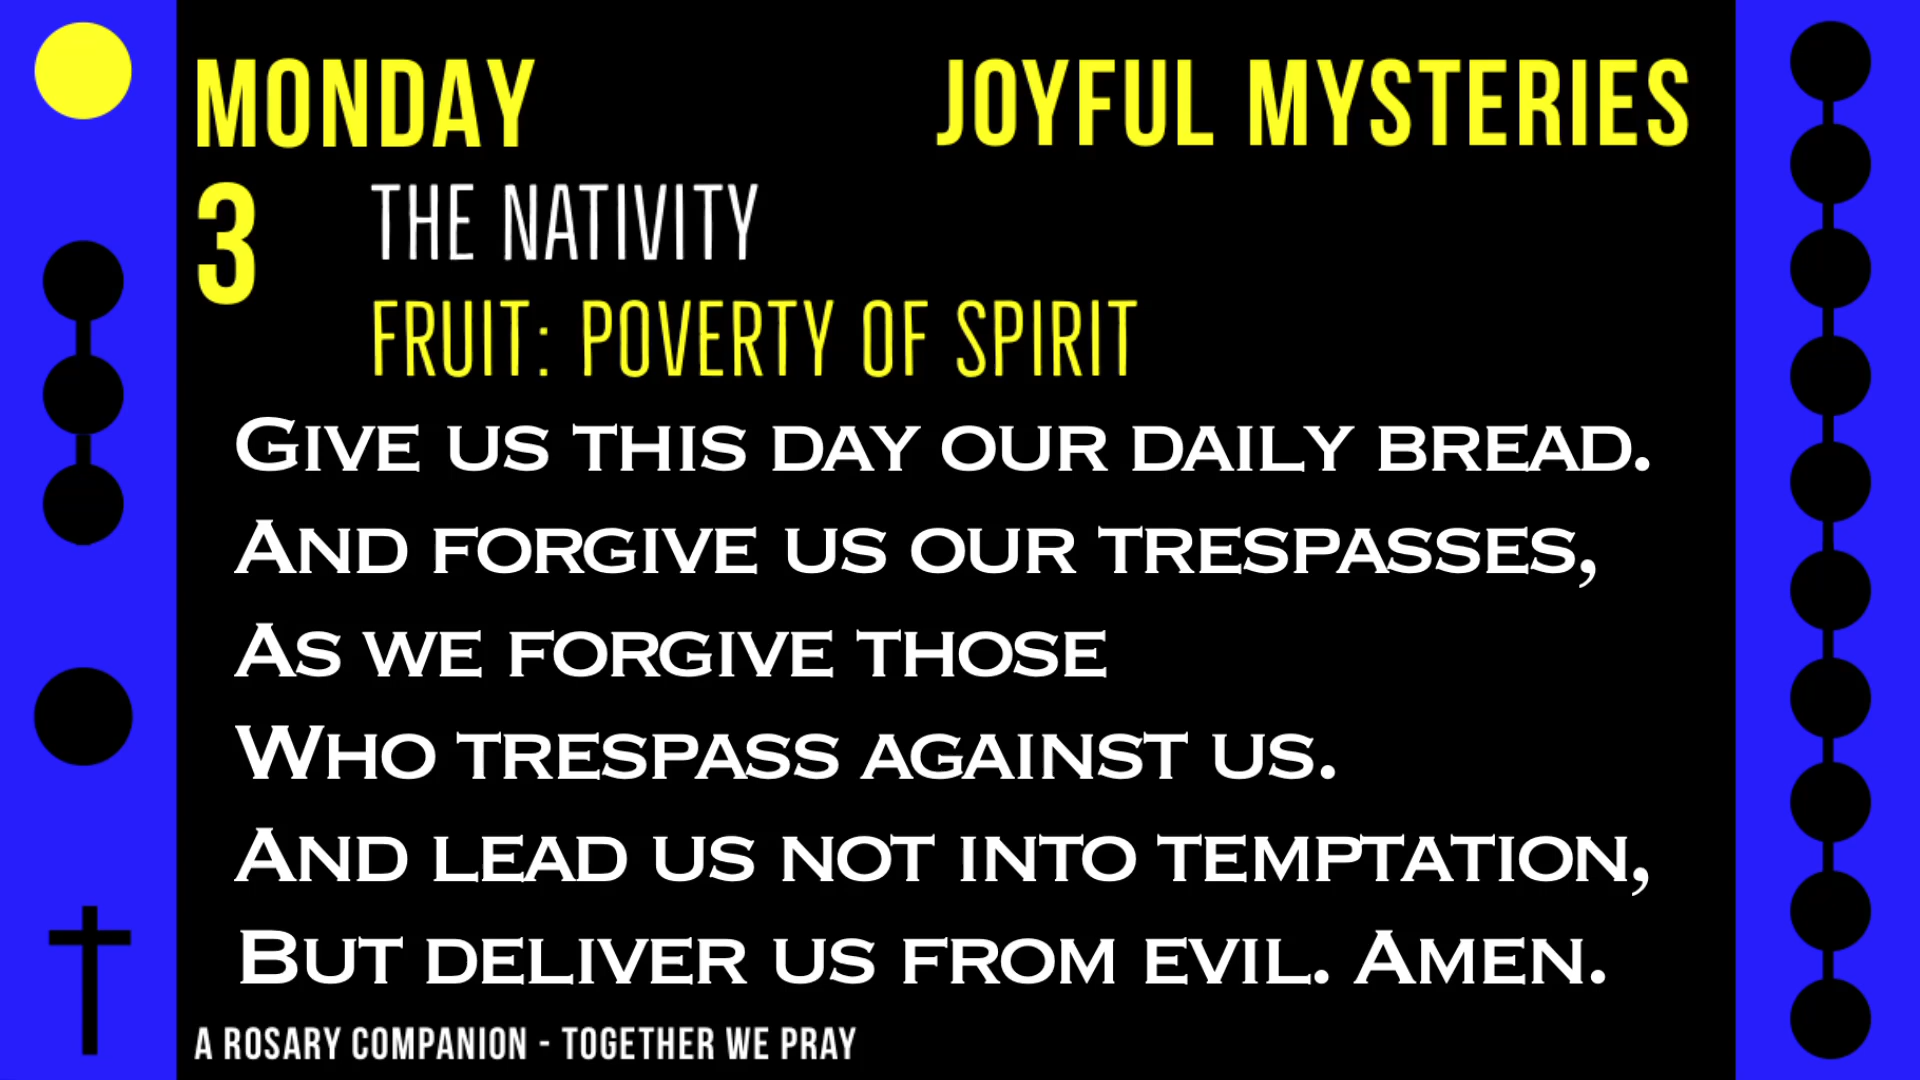 MONDAY JOYFUL MYSTERIES
3 THE NATIVITY
FRUIT: POVERTY OF SPIRIT
GIVE US THIS DAY OUR DAILY BREAD.
AND FORGIVE US OUR TRESPASSES,
AS WE FORGIVE THOSE
WHO TRESPASS AGAINST US.
AND LEAD US NOT INTO TEMPTATION,
BUT DELIVER US FROM EVIL. AMEN.
A ROSARY COMPANION - TOGETHER WE PRAY